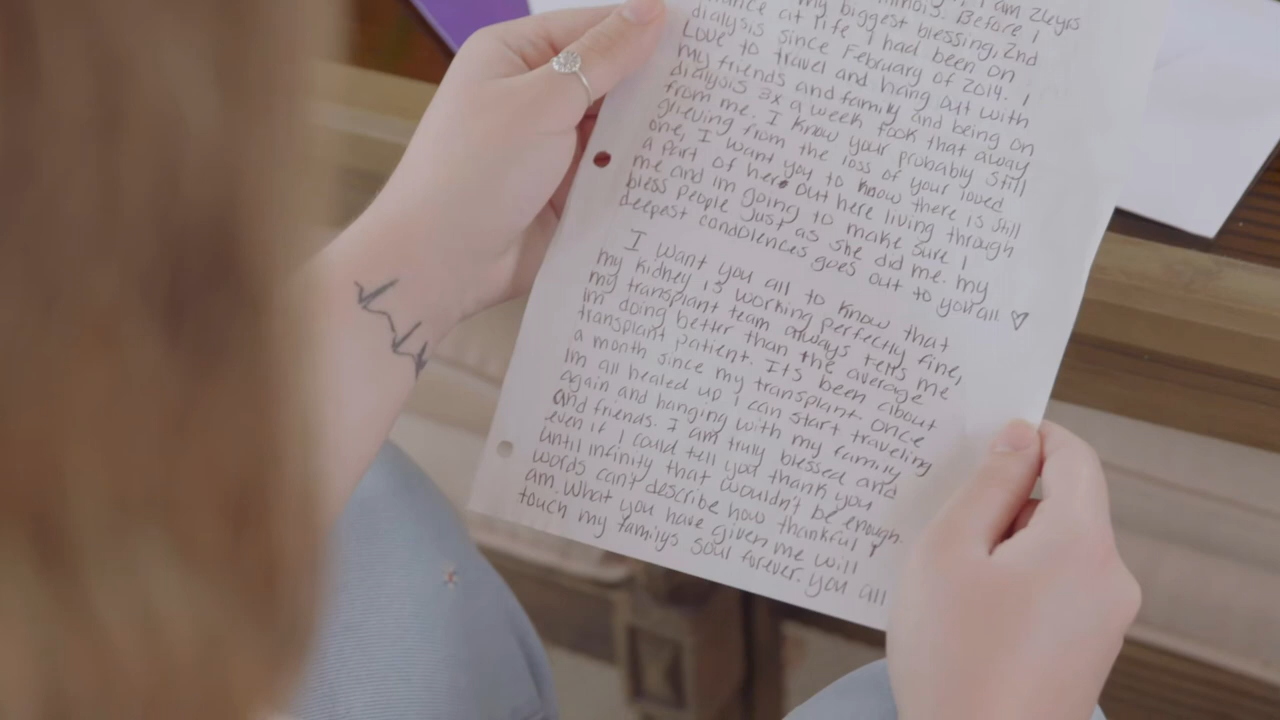 I am 26yrs
Illinois. Before I
my biggest blessing, 2nd
chance at life I had been on
dialysis since February of 2014. I
Love to travel and hang out with
my friends and family and being on
dialysis 3x a week took that away
from me. I know your probably still
grieving from the loss of your loved
one, I want you to know there is still
a part of her out here living through
me and im going to make sure I
bless people just as she did me. my
deepest condolences goes out to you all ♡
I want you all to know that
my kidney is working perfectly fine,
my transplant team always tells me
im doing better than the average
transplant patient. Its been about
a month since my transplant. Once
im all healed up I can start traveling
again and hanging with my family
and friends. I am truly blessed and
even if I could tell you thank you
until infinity that wouldn't be enough.
words can't describe how thankful I
am. What you have given me will
touch my familys soul forever. you all